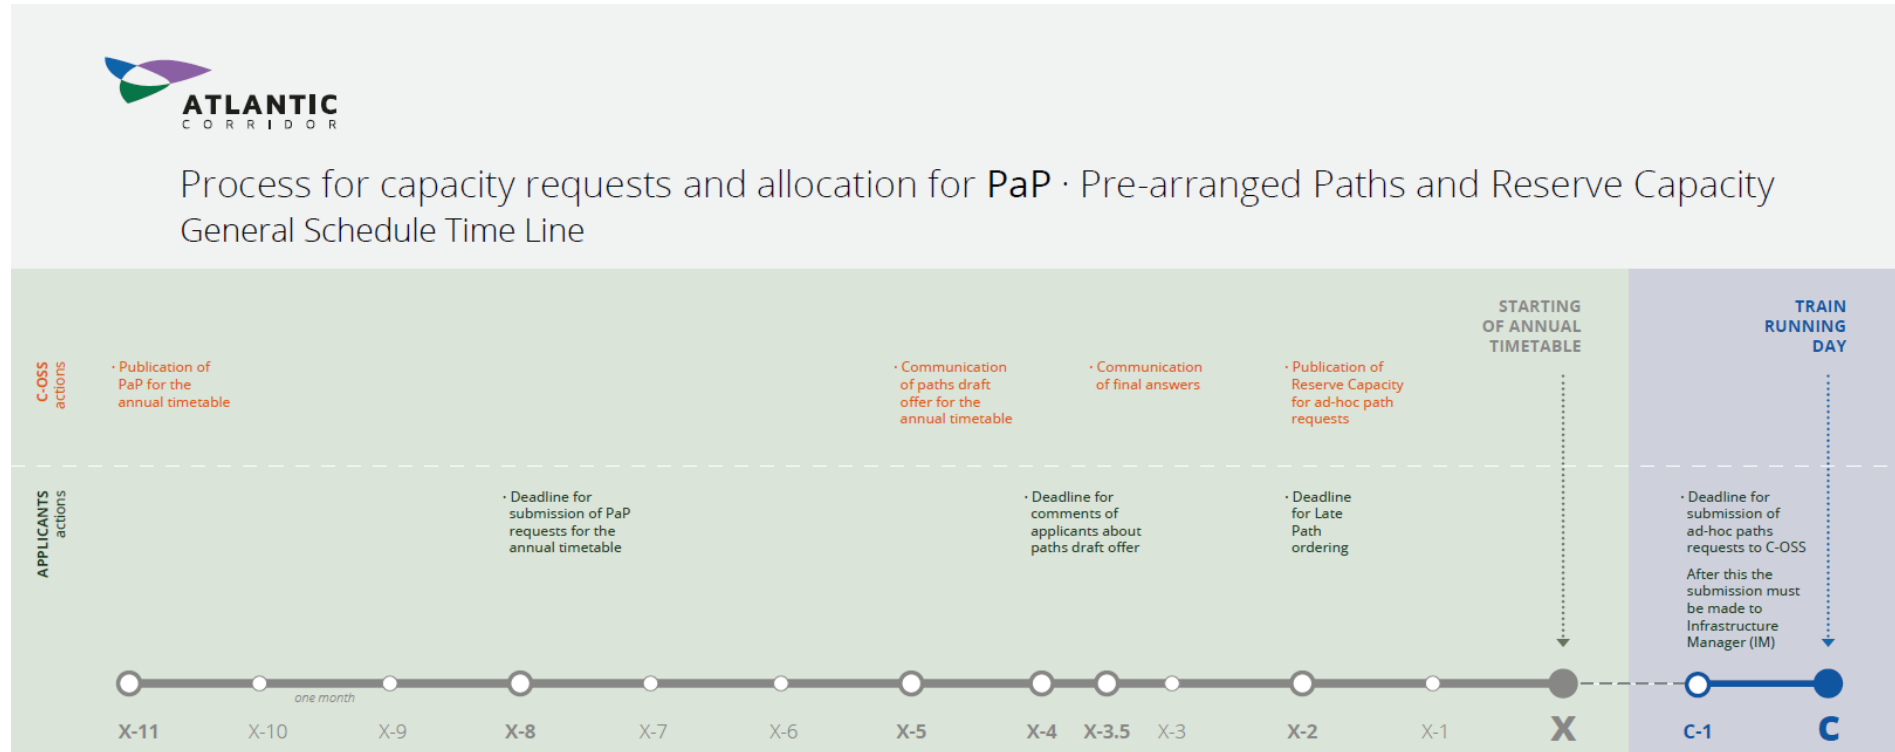 ATLANTIC
CORRIDOR
Process for capacity requests and allocation for PaP · Pre-arranged Paths and Reserve Capacity
General Schedule Time Line
STARTING
OF ANNUAL
TIMETABLE
TRAIN
RUNNING
DAY
C-OSS
actions
· Publication of
PaP for the
annual timetable
· Communication
of paths draft
offer for the
annual timetable
· Communication
of final answers
· Publication of
Reserve Capacity
for ad-hoc path
requests
APPLICANTS
actions
· Deadline for
submission of PaP
requests for the
annual timetable
· Deadline for
comments of
applicants about
paths draft offer
· Deadline
for Late
Path
ordering
· Deadline for
submission of
ad-hoc paths
requests to C-OSS
After this the
submission must
be made to
Infrastructure
Manager (IM)
one month
X-11 X-10 X-9 X-8 X-7 X-6 X-5 X-4 X-3.5 X-3 X-2 X-1 X C-1 C